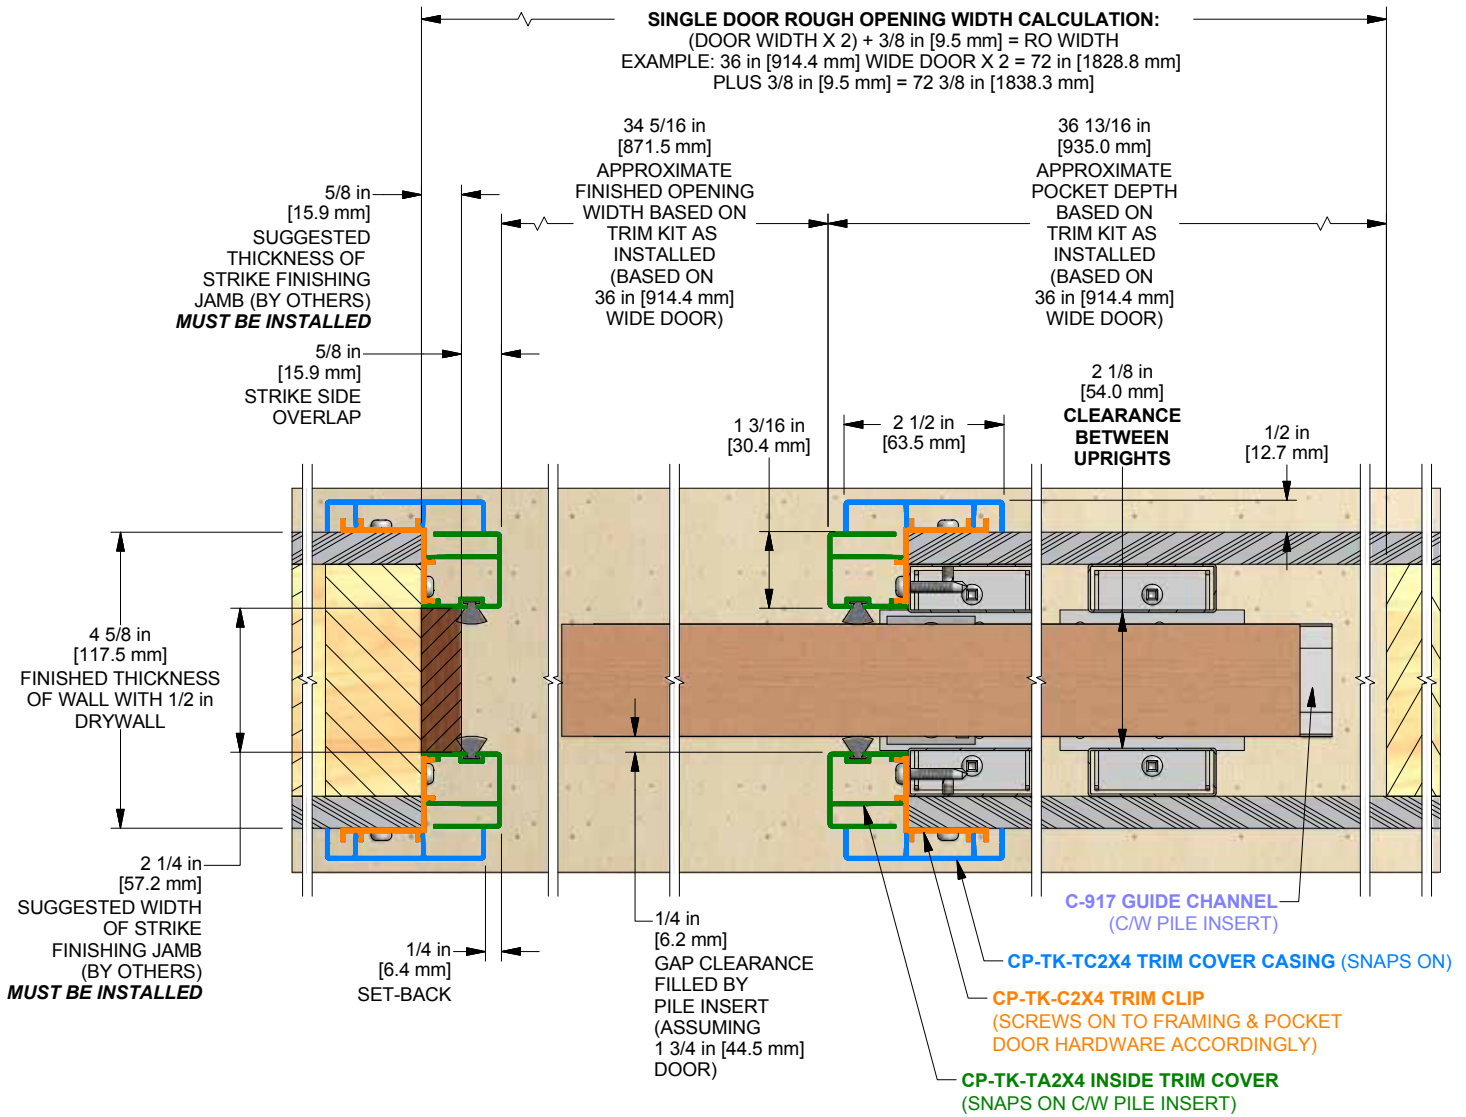 SINGLE DOOR ROUGH OPENING WIDTH CALCULATION:
(DOOR WIDTH X 2) + 3/8 in [9.5 mm] = RO WIDTH
EXAMPLE: 36 in [914.4 mm] WIDE DOOR X 2 = 72 in [1828.8 mm]
PLUS 3/8 in [9.5 mm] = 72 3/8 in [1838.3 mm]
34 5/16 in
[871.5 mm]
APPROXIMATE
FINISHED OPENING
WIDTH BASED ON
TRIM KIT AS
INSTALLED
(BASED ON
36 in [914.4 mm]
WIDE DOOR)
36 13/16 in
[935.0 mm]
APPROXIMATE
POCKET DEPTH
BASED ON
TRIM KIT AS
INSTALLED
(BASED ON
36 in [914.4 mm]
WIDE DOOR)
5/8 in
[15.9 mm]
SUGGESTED
THICKNESS OF
STRIKE FINISHING
JAMB (BY OTHERS)
MUST BE INSTALLED
5/8 in
[15.9 mm]
STRIKE SIDE
OVERLAP
1 3/16 in
[30.4 mm]
2 1/2 in
[63.5 mm]
2 1/8 in
[54.0 mm]
CLEARANCE
BETWEEN
UPRIGHTS
1/2 in
[12.7 mm]
4 5/8 in
[117.5 mm]
FINISHED THICKNESS
OF WALL WITH 1/2 in
DRYWALL
2 1/4 in
[57.2 mm]
SUGGESTED WIDTH
OF STRIKE
FINISHING JAMB
(BY OTHERS)
MUST BE INSTALLED
1/4 in
[6.4 mm]
SET-BACK
1/4 in
[6.2 mm]
GAP CLEARANCE
FILLED BY
PILE INSERT
(ASSUMING
1 3/4 in [44.5 mm]
DOOR)
C-917 GUIDE CHANNEL
(C/W PILE INSERT)
CP-TK-TC2X4 TRIM COVER CASING (SNAPS ON)
CP-TK-C2X4 TRIM CLIP
(SCREWS ON TO FRAMING & POCKET
DOOR HARDWARE ACCORDINGLY)
CP-TK-TA2X4 INSIDE TRIM COVER
(SNAPS ON C/W PILE INSERT)